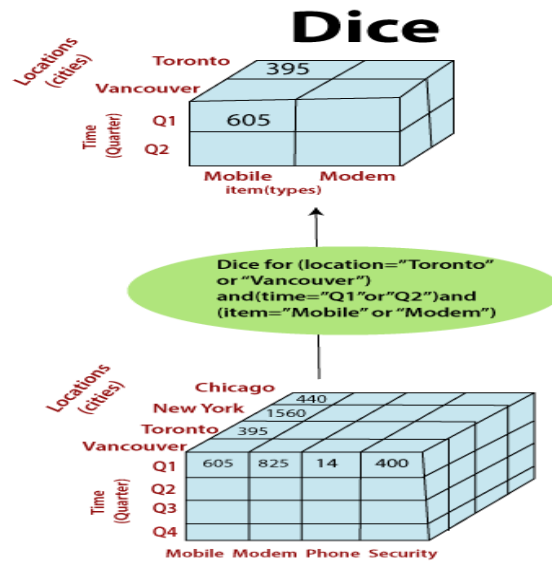 Dice
Locations
(cities)
Toronto
395
Vancouver
Time
(Quarter)
Q1
605
Q2
Mobile Modem
item(types)
Dice for (location="Toronto"
or "Vancouver")
and(time="Q1"or"Q2")and
(item="Mobile" or "Modem")
Locations
(cities)
Chicago
440
New York
1560
Toronto
395
Vancouver
Time
(Quarter)
Q1
605 825 14 400
Q2
Q3
Q4
Mobile Modem Phone Security